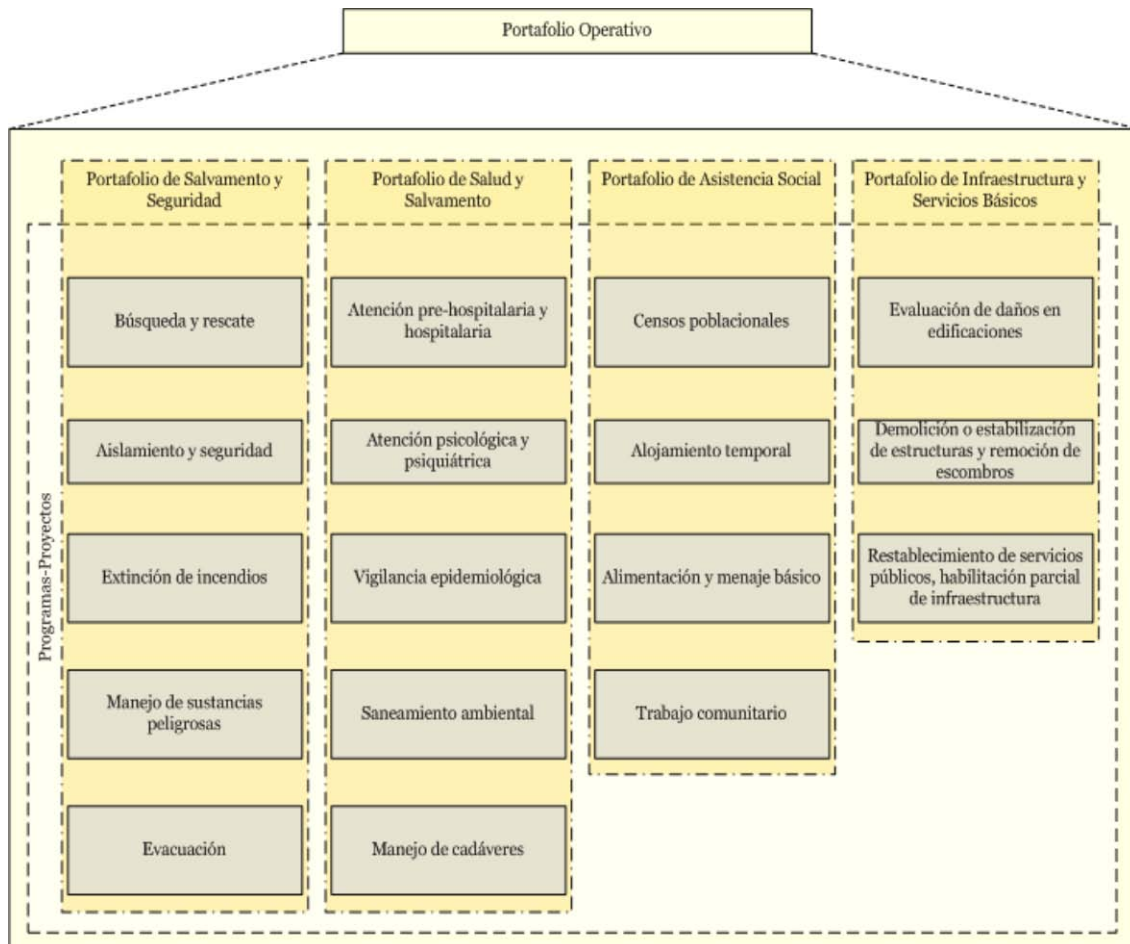 Portafolio Operativo
Portafolio de Salvamento y
Seguridad
Portafolio de Salud y
Salvamento
Portafolio de Asistencia Social
Portafolio de Infraestructura y
Servicios Básicos
Programas-Proyectos
Búsqueda y rescate
Aislamiento y seguridad
Extinción de incendios
Manejo de sustancias
peligrosas
Evacuación
Atención pre-hospitalaria y
hospitalaria
Atención psicológica y
psiquiátrica
Vigilancia epidemiológica
Saneamiento ambiental
Manejo de cadáveres
Censos poblacionales
Alojamiento temporal
Alimentación y menaje básico
Trabajo comunitario
Evaluación de daños en
edificaciones
Demolición o estabilización
de estructuras y remoción de
escombros
Restablecimiento de servicios
públicos, habilitación parcial
de infraestructura